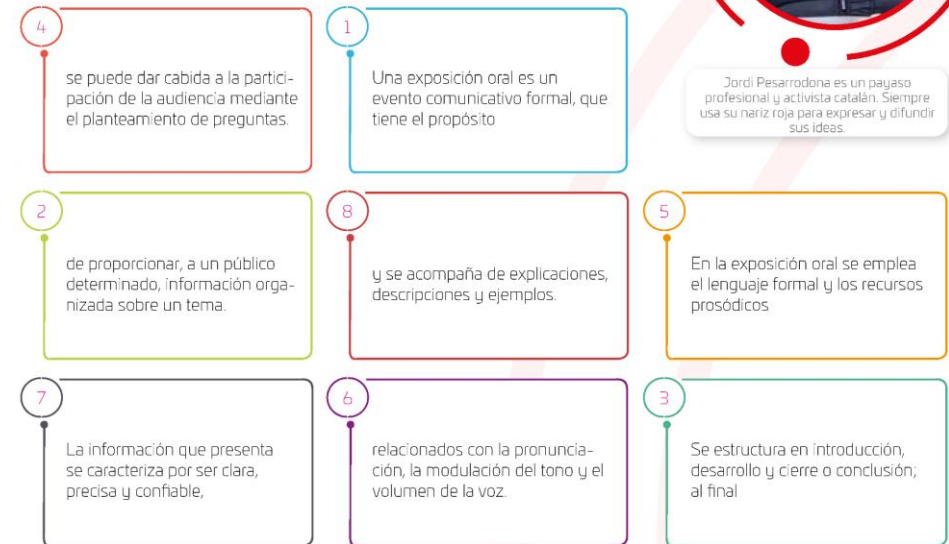 4
se puede dar cabida a la partici-
pación de la audiencia mediante
el planteamiento de preguntas.
1
Una exposición oral es un
evento comunicativo formal, que
tiene el propósito
Jordi Pesarrodona es un payaso
profesional y activista catalán. Siempre
usa su nariz roja para expresar y difundir
sus ideas.
2
de proporcionar, a un público
determinado, información orga-
nizada sobre un tema.
8
y se acompaña de explicaciones,
descripciones y ejemplos.
5
En la exposición oral se emplea
el lenguaje formal y los recursos
prosódicos
7
La información que presenta
se caracteriza por ser clara,
precisa y confiable,
6
relacionados con la pronuncia-
ción, la modulación del tono y el
volumen de la voz.
3
Se estructura en introducción,
desarrollo y cierre o conclusión;
al final